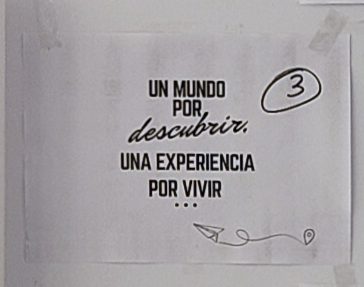 UN MUNDO
POR
descubrir.
3
UNA EXPERIENCIA
POR VIVIR
...